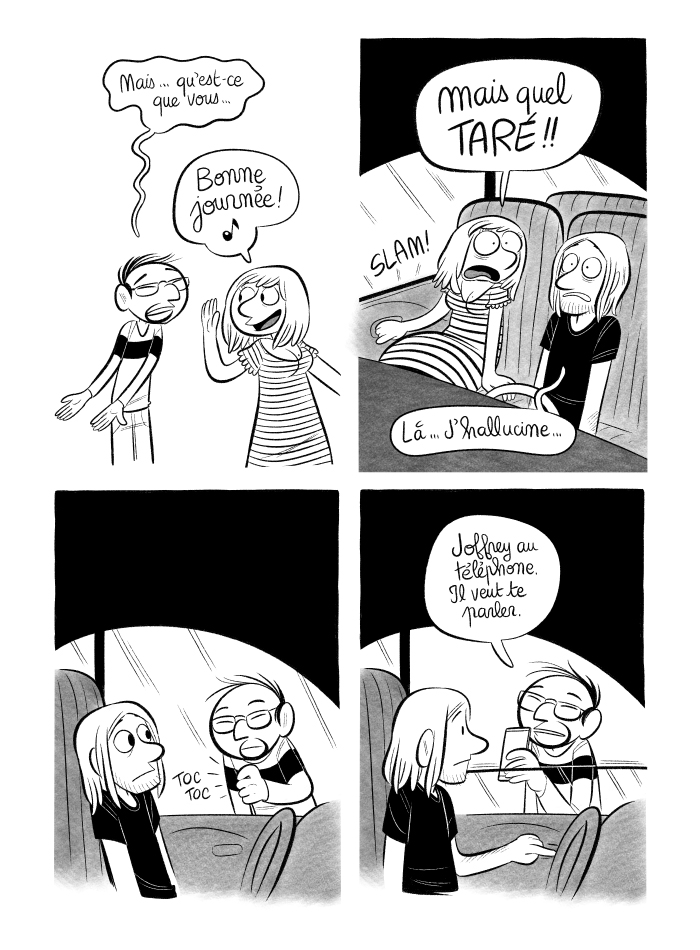 Mais... qu'est-ce
que vous...
Bonne
journée!
mais quel
TARÉ!!
SLAM!
Là... J'hallucine...
TOC
TOC
Joffrey au
téléphone.
Il veut te
parler.